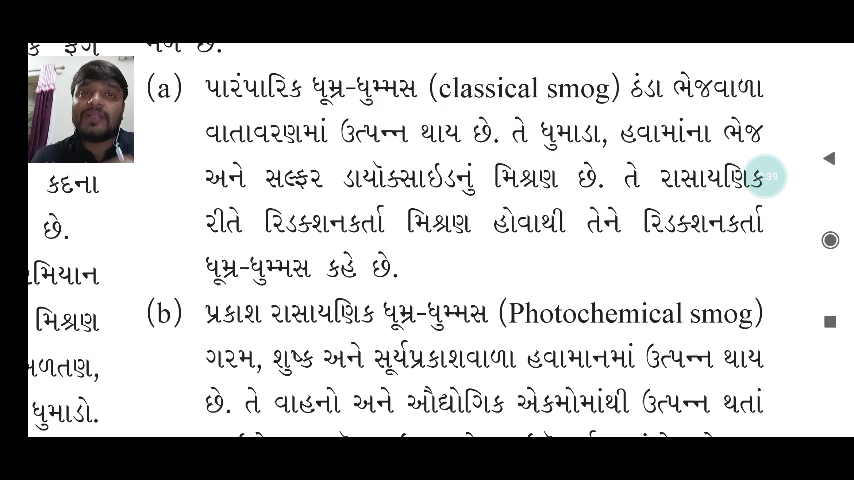 કદના
છે.
મિયાન
મિશ્રણ
ળતણ,
ધુમાડો.
(a) પારંપારિક ધૂમ્ર-ધુમ્મસ (classical smog) ઠંડા ભેજવાળા
વાતાવરણમાં ઉત્પન્ન થાય છે. તે ધુમાડા, હવામાંના ભેજ
અને સલ્ફર ડાયૉક્સાઇડનું મિશ્રણ છે. તે રાસાયણિક
રીતે રિડક્શનકર્તા મિશ્રણ હોવાથી તેને રિડક્શનકર્તા
ધૂમ્ર-ધુમ્મસ કહે છે.
(b) પ્રકાશ રાસાયણિક ધૂમ્ર-ધુમ્મસ (Photochemical smog)
ગરમ, શુષ્ક અને સૂર્યપ્રકાશવાળા હવામાનમાં ઉત્પન્ન થાય
છે. તે વાહનો અને ઔદ્યોગિક એકમોમાંથી ઉત્પન્ન થતાં